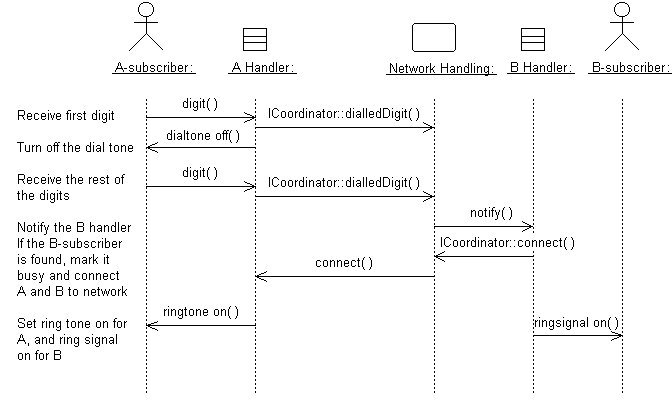 A-subscriber:
A Handler:
Network Handling:
B Handler:
B-subscriber:
Receive first digit
digit( )
ICoordinator::dialledDigit( )
Turn off the dial tone
dialtone off( )
Receive the rest of
the digits
digit( )
ICoordinator::dialledDigit( )
Notify the B handler
If the B-subscriber
is found, mark it
busy and connect
A and B to network
notify( )
ICoordinator::connect( )
connect( )
Set ring tone on for
A, and ring signal
on for B
ringtone on( )
ringsignal on( )